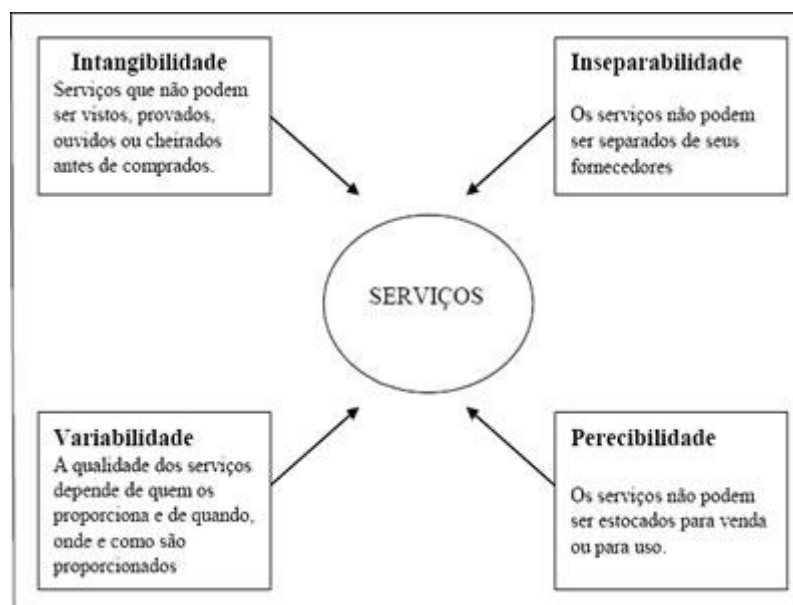 Intangibilidade
Serviços que não podem
ser vistos, provados,
ouvidos ou cheirados
antes de comprados.
Inseparabilidade
Os serviços não podem
ser separados de seus
fornecedores
SERVIÇOS
Variabilidade
A qualidade dos serviços
depende de quem os
proporciona e de quando,
onde e como são
proporcionados
Perecibilidade
Os serviços não podem
ser estocados para venda
ou para uso.